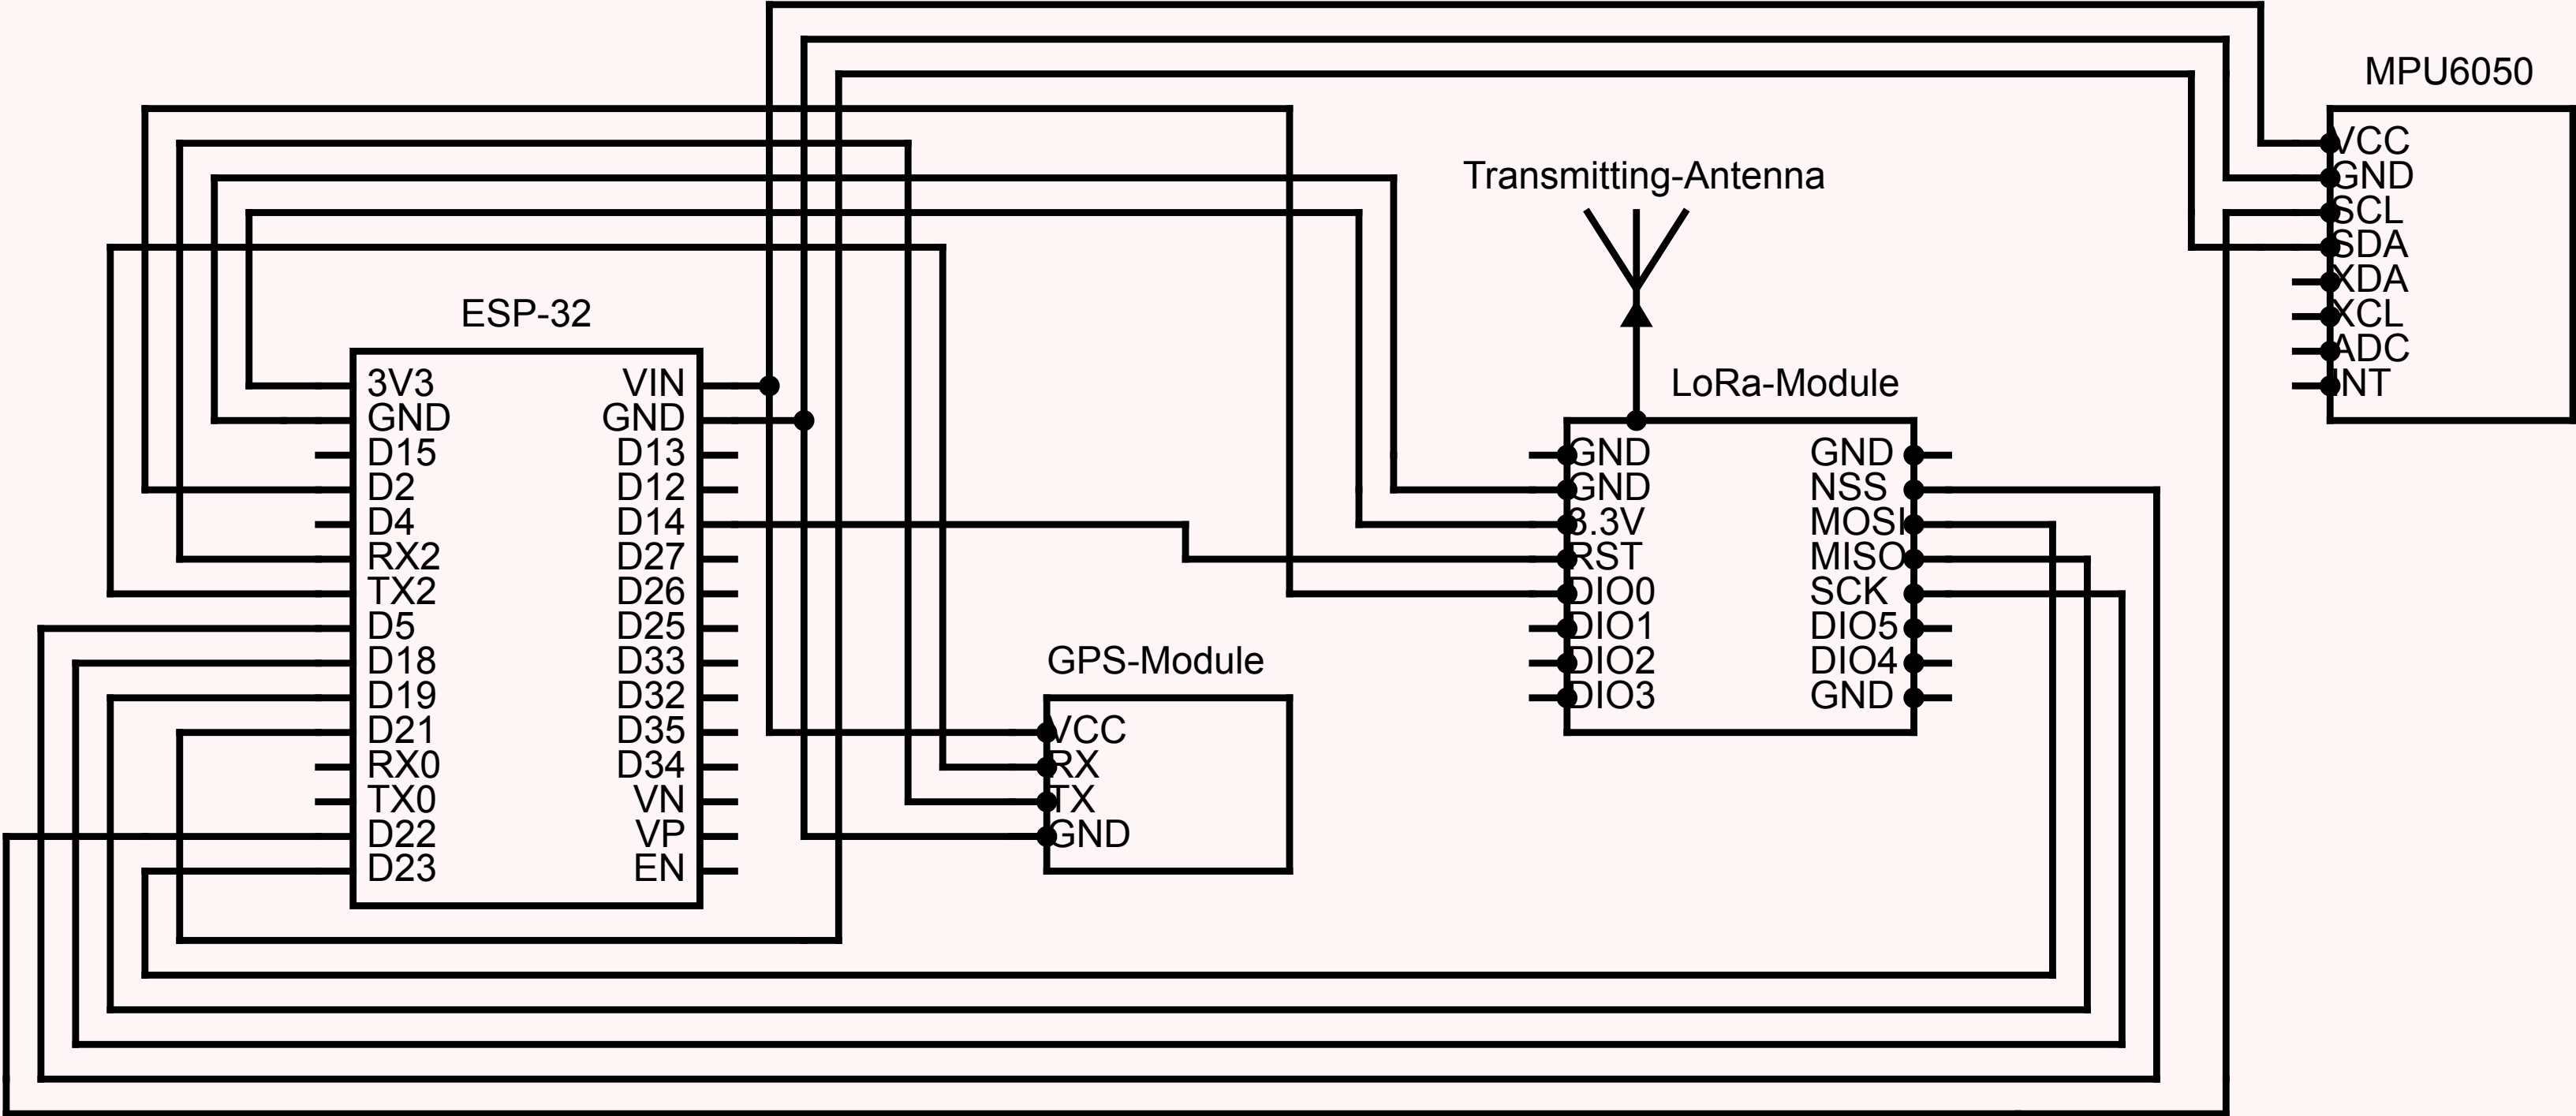 MPU6050
VCC
GND
SCL
SDA
XDA
XCL
ADC
INT
Transmitting-Antenna
ESP-32
3V3 VIN
GND GND
D15 D13
D2 D12
D4 D14
RX2 D27
TX2 D26
D5 D25
D18 D33
D19 D32
D21 D35
RX0 D34
TX0 VN
D22 VP
D23 EN
LoRa-Module
GND GND
GND NSS
3.3V MOSI
RST MISO
DIO0 SCK
DIO1 DIO5
DIO2 DIO4
DIO3 GND
GPS-Module
VCC
RX
TX
GND